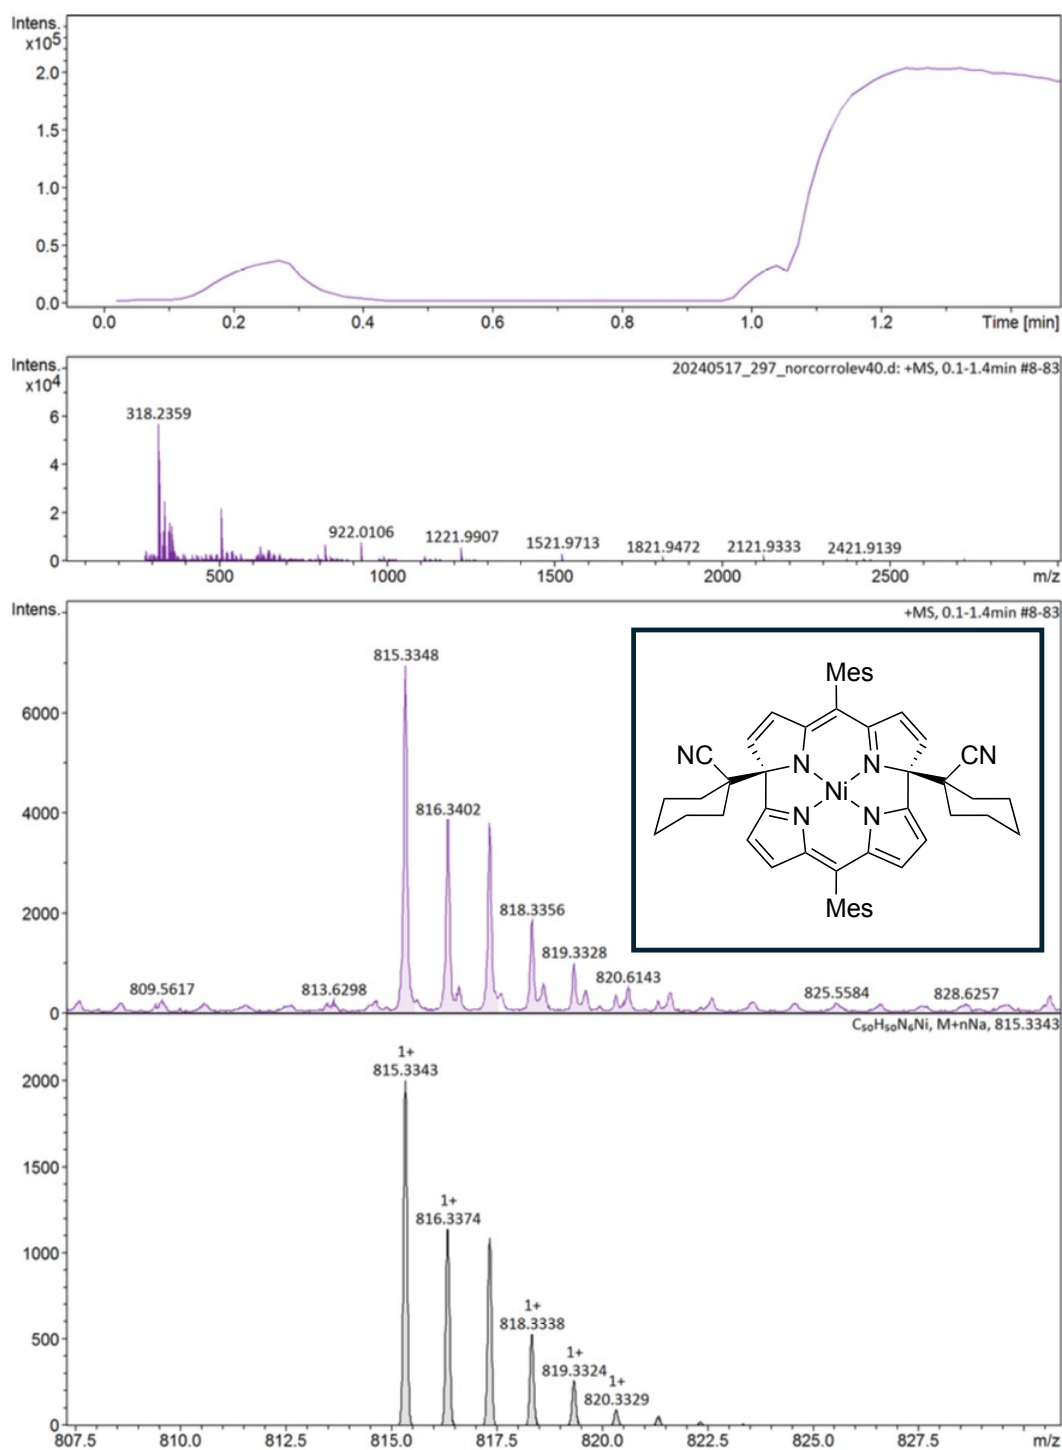 Intens.
x10⁵
2.0
1.5
1.0
0.5
0.0
0.0 0.2 0.4 0.6 0.8 1.0 1.2 Time [min]
Intens.
x10⁴
20240517_297_norcorrolev40.d: +MS, 0.1-1.4min #8-83
6
4
2
0
318.2359
922.0106
1221.9907
1521.9713
1821.9472
2121.9333
2421.9139
500 1000 1500 2000 2500 m/z
Intens.
+MS, 0.1-1.4min #8-83
6000
4000
2000
0
815.3348
816.3402
818.3356
819.3328
820.6143
809.5617
813.6298
825.5584
828.6257
Mes
NC
CN
N
N
Ni
N
N
Mes
C₅₀H₅₀N₆Ni, M+nNa, 815.3343
2000
1500
1000
500
0
1+
815.3343
1+
816.3374
1+
818.3338
1+
819.3324
1+
820.3329
807.5 810.0 812.5 815.0 817.5 820.0 822.5 825.0 827.5 m/z